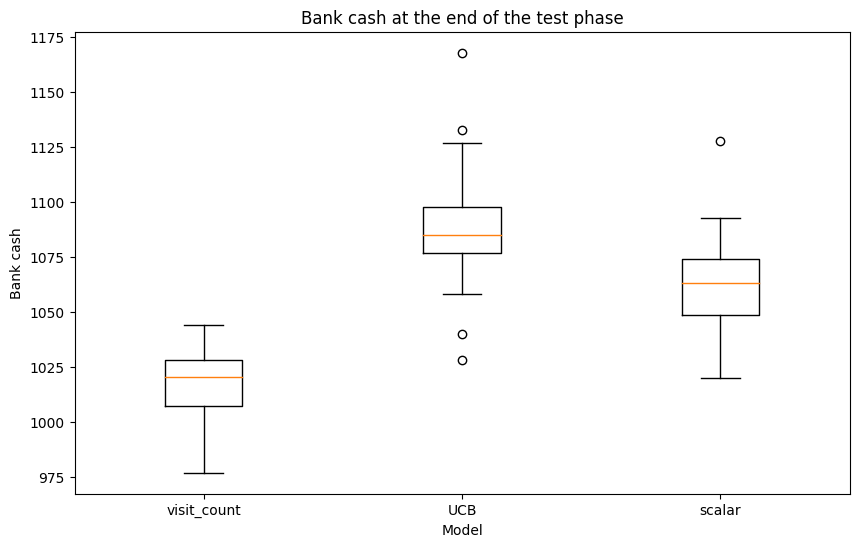 Bank cash at the end of the test phase
Bank cash
1175
1150
1125
1100
1075
1050
1025
1000
975
visit_count
UCB
scalar
Model